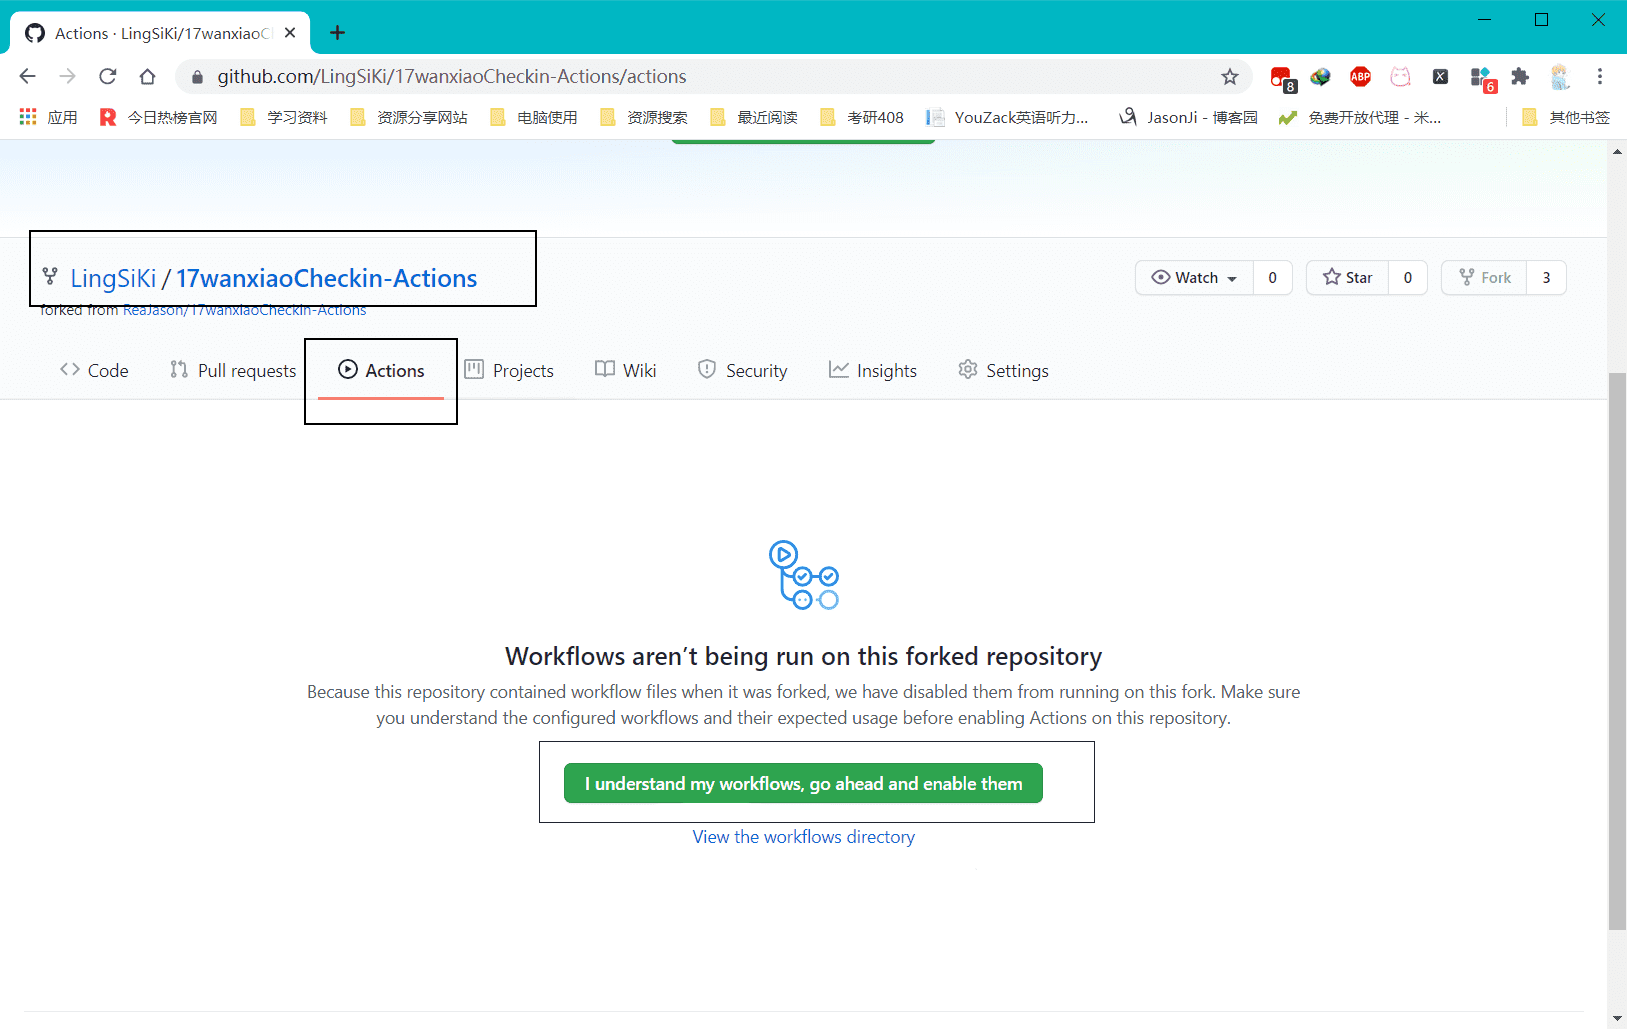 Actions · LingSiKi/17wanxiaoC
github.com/LingSiKi/17wanxiaoCheckin-Actions/actions
8 ABP X 6
应用 今日热榜官网 学习资料 资源分享网站 电脑使用 资源搜索 最近阅读 考研408 YouZack英语听力... JasonJi - 博客园 免费开放代理 - 米... 其他书签
LingSiKi / 17wanxiaoCheckin-Actions
Watch 0 Star 0 Fork 3
forked from ReaJason/17wanxiaoCheckin-Actions
Code Pull requests Actions Projects Wiki Security Insights Settings
Workflows aren’t being run on this forked repository
Because this repository contained workflow files when it was forked, we have disabled them from running on this fork. Make sure
you understand the configured workflows and their expected usage before enabling Actions on this repository.
I understand my workflows, go ahead and enable them
View the workflows directory